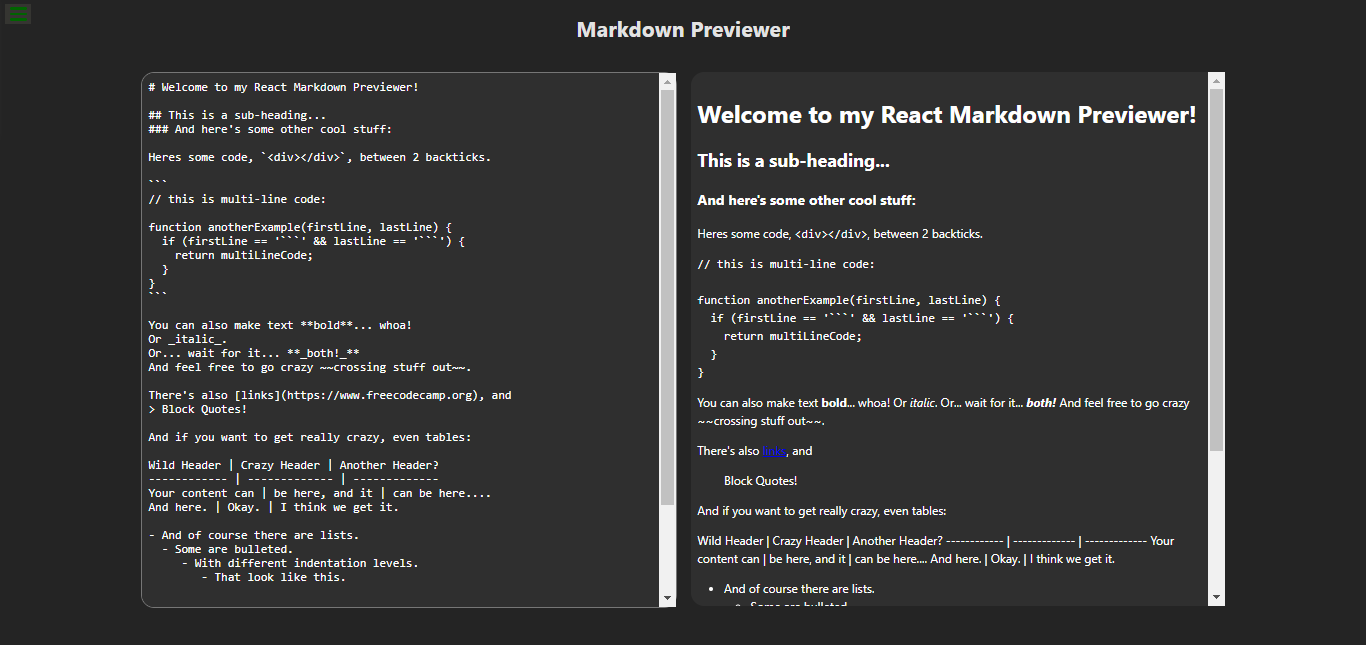 Markdown Previewer
# Welcome to my React Markdown Previewer!
## This is a sub-heading...
### And here's some other cool stuff:
Heres some code, `<div></div>`, between 2 backticks.
```
// this is multi-line code:
function anotherExample(firstLine, lastLine) {
  if (firstLine == '```' && lastLine == '```') {
    return multiLineCode;
  }
}
```
You can also make text **bold**... whoa!
Or _italic_.
Or... wait for it... **_both!_**
And feel free to go crazy ~~crossing stuff out~~.
There's also [links](https://www.freecodecamp.org), and
> Block Quotes!
And if you want to get really crazy, even tables:
Wild Header | Crazy Header | Another Header?
------------ | ------------- | -------------
Your content can | be here, and it | can be here....
And here. | Okay. | I think we get it.
- And of course there are lists.
  - Some are bulleted.
     - With different indentation levels.
        - That look like this.
Welcome to my React Markdown Previewer!
This is a sub-heading...
And here's some other cool stuff:
Heres some code, <div></div>, between 2 backticks.
// this is multi-line code:
function anotherExample(firstLine, lastLine) {
  if (firstLine == '```' && lastLine == '```') {
    return multiLineCode;
  }
}
You can also make text bold... whoa! Or italic. Or... wait for it... both! And feel free to go crazy
~~crossing stuff out~~.
There's also links, and
Block Quotes!
And if you want to get really crazy, even tables:
Wild Header | Crazy Header | Another Header? ------------ | ------------- | ------------- Your
content can | be here, and it | can be here.... And here. | Okay. | I think we get it.
• And of course there are lists.
Some are bulleted.